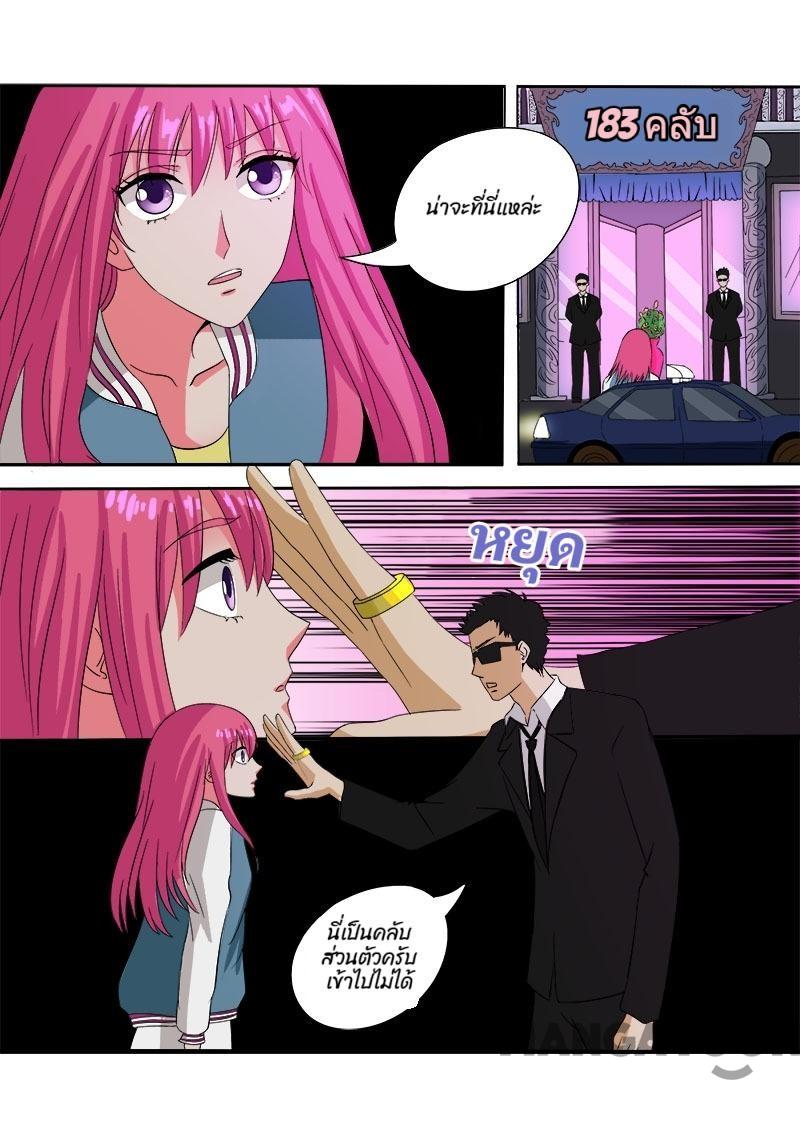 น่าจะที่นี่แหล่ะ
183 คลับ
หยุด
นี่เป็นคลับ
ส่วนตัวครับ
เข้าไปไม่ได้
MANGATOON